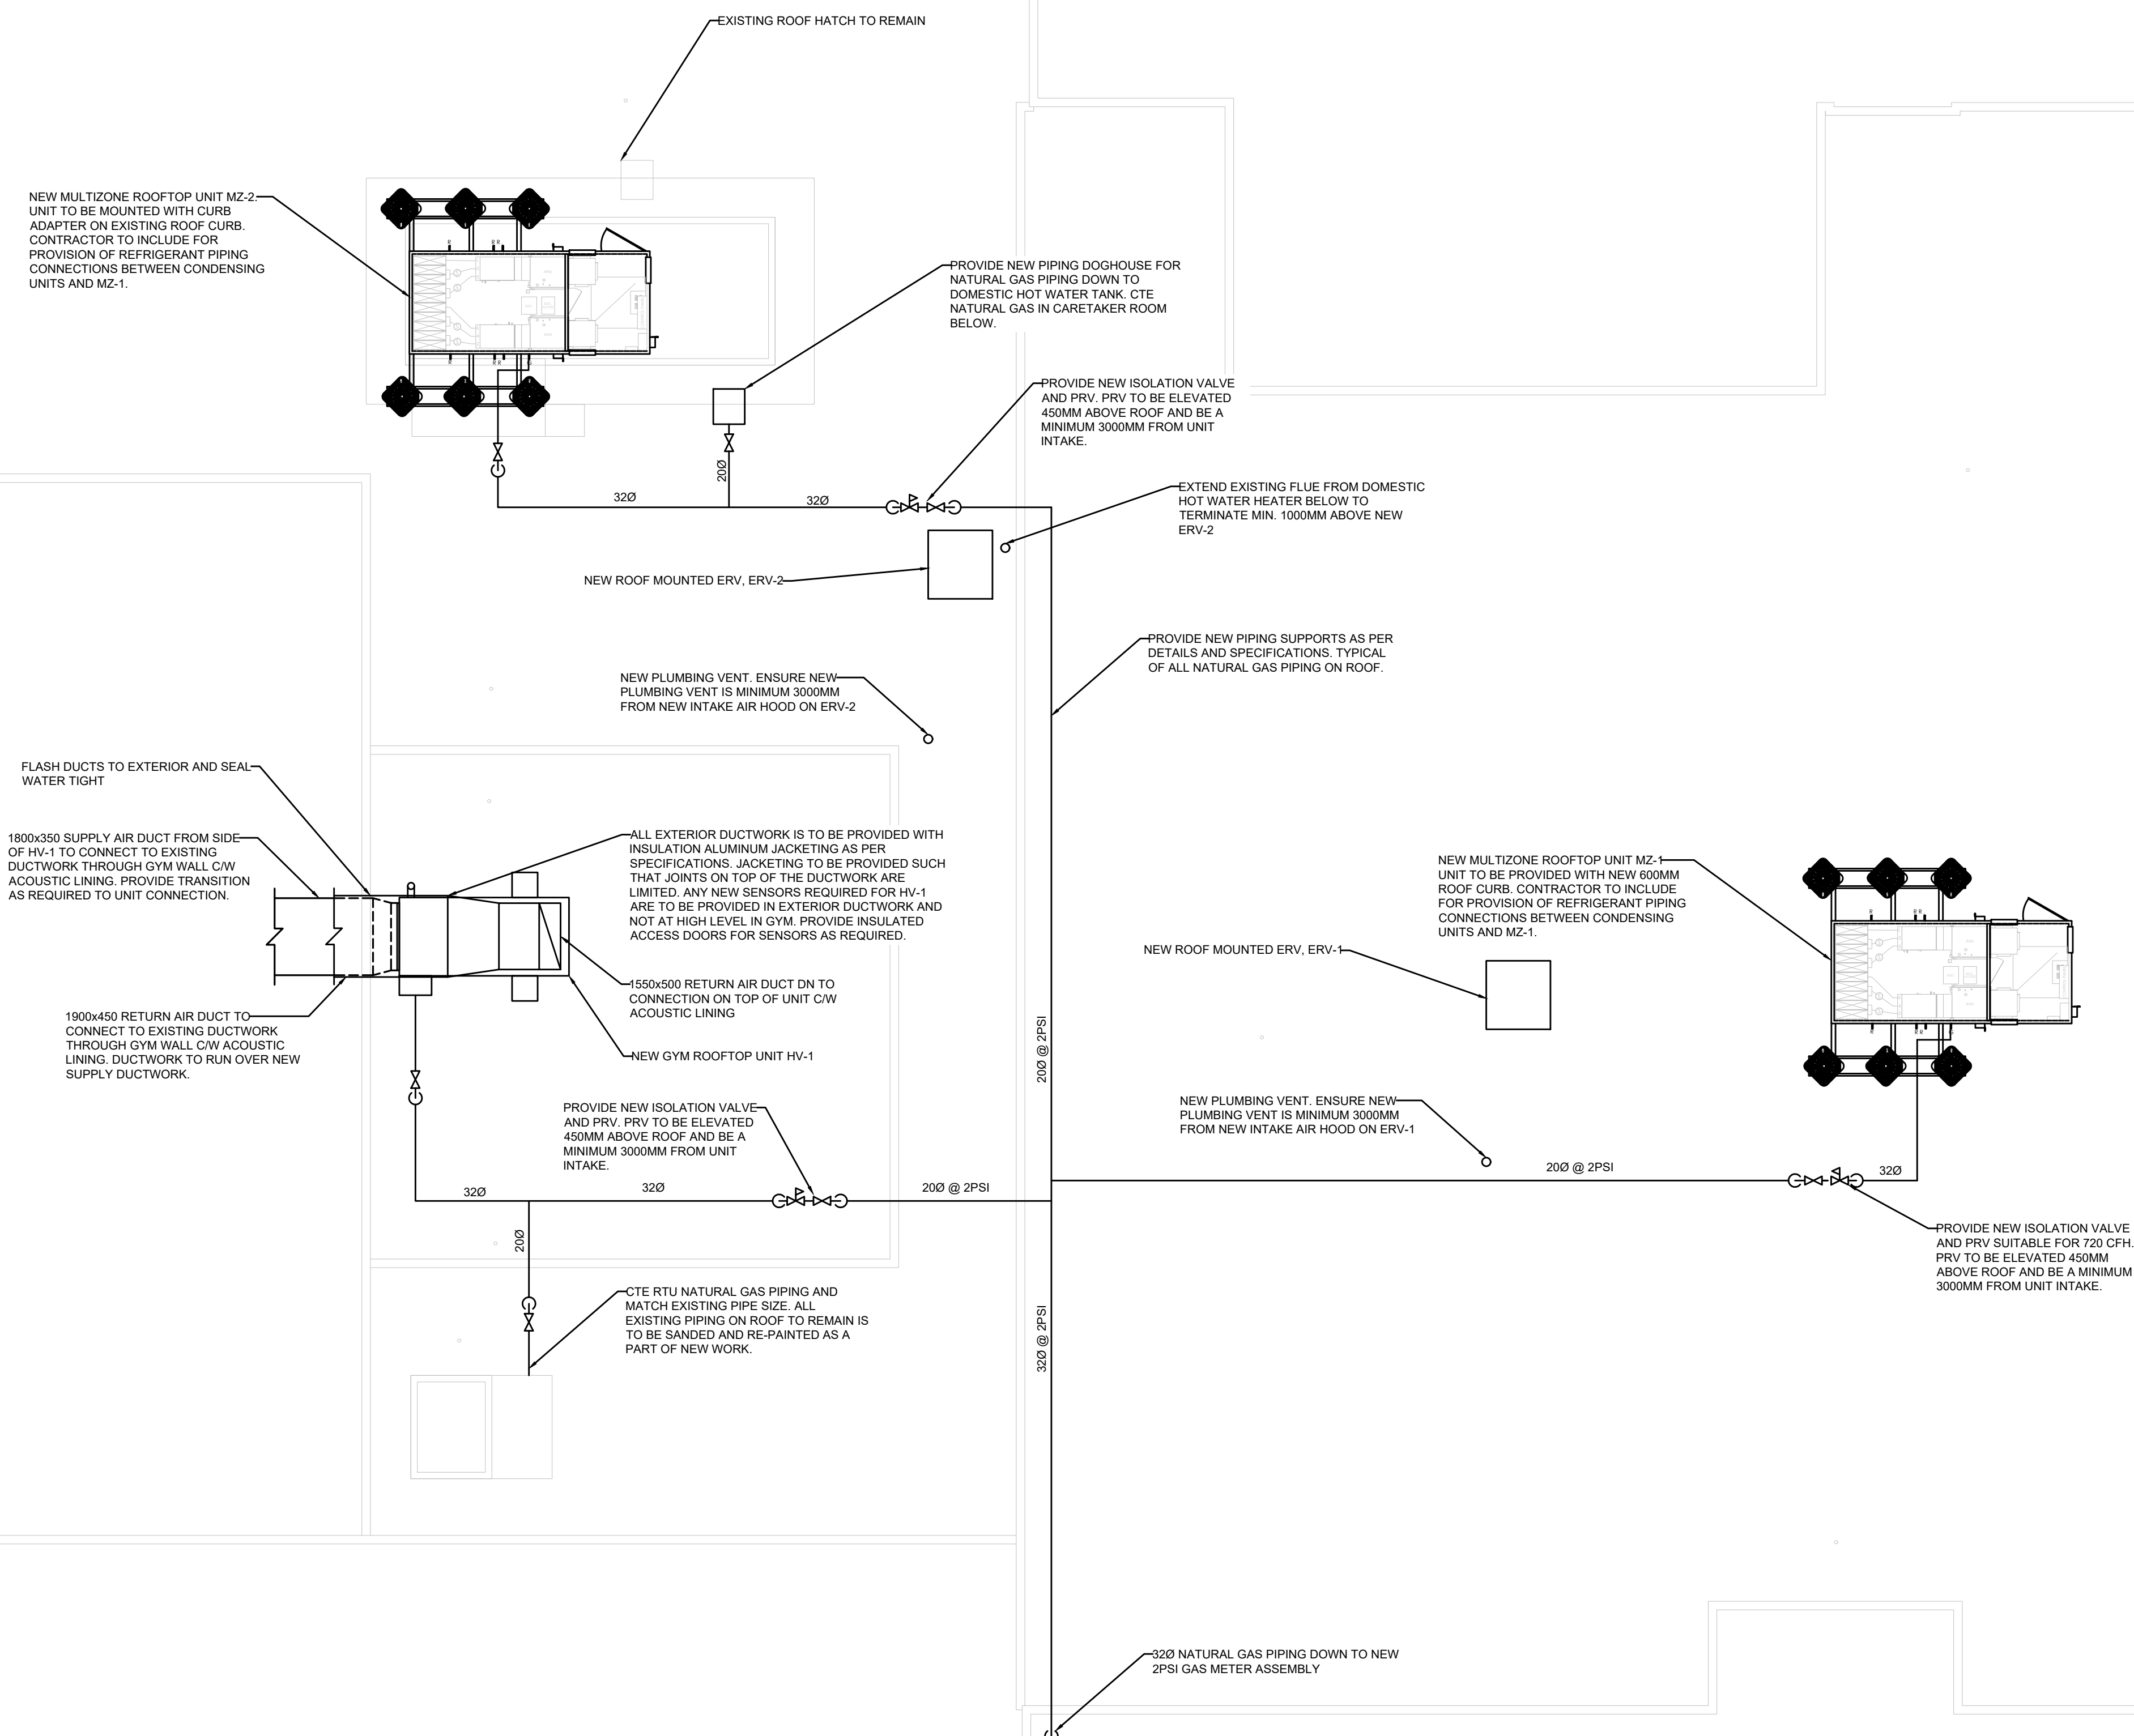 EXISTING ROOF HATCH TO REMAIN
NEW MULTIZONE ROOFTOP UNIT MZ-2.
UNIT TO BE MOUNTED WITH CURB
ADAPTER ON EXISTING ROOF CURB.
CONTRACTOR TO INCLUDE FOR
PROVISION OF REFRIGERANT PIPING
CONNECTIONS BETWEEN CONDENSING
UNITS AND MZ-1.
PROVIDE NEW PIPING DOGHOUSE FOR
NATURAL GAS PIPING DOWN TO
DOMESTIC HOT WATER TANK. CTE
NATURAL GAS IN CARETAKER ROOM
BELOW.
PROVIDE NEW ISOLATION VALVE
AND PRV. PRV TO BE ELEVATED
450MM ABOVE ROOF AND BE A
MINIMUM 3000MM FROM UNIT
INTAKE.
20Ø
32Ø
32Ø
EXTEND EXISTING FLUE FROM DOMESTIC
HOT WATER HEATER BELOW TO
TERMINATE MIN. 1000MM ABOVE NEW
ERV-2
NEW ROOF MOUNTED ERV, ERV-2
PROVIDE NEW PIPING SUPPORTS AS PER
DETAILS AND SPECIFICATIONS. TYPICAL
OF ALL NATURAL GAS PIPING ON ROOF.
NEW PLUMBING VENT. ENSURE NEW
PLUMBING VENT IS MINIMUM 3000MM
FROM NEW INTAKE AIR HOOD ON ERV-2
FLASH DUCTS TO EXTERIOR AND SEAL
WATER TIGHT
1800x350 SUPPLY AIR DUCT FROM SIDE
OF HV-1 TO CONNECT TO EXISTING
DUCTWORK THROUGH GYM WALL C/W
ACOUSTIC LINING. PROVIDE TRANSITION
AS REQUIRED TO UNIT CONNECTION.
ALL EXTERIOR DUCTWORK IS TO BE PROVIDED WITH
INSULATION ALUMINUM JACKETING AS PER
SPECIFICATIONS. JACKETING TO BE PROVIDED SUCH
THAT JOINTS ON TOP OF THE DUCTWORK ARE
LIMITED. ANY NEW SENSORS REQUIRED FOR HV-1
ARE TO BE PROVIDED IN EXTERIOR DUCTWORK AND
NOT AT HIGH LEVEL IN GYM. PROVIDE INSULATED
ACCESS DOORS FOR SENSORS AS REQUIRED.
NEW MULTIZONE ROOFTOP UNIT MZ-1
UNIT TO BE PROVIDED WITH NEW 600MM
ROOF CURB. CONTRACTOR TO INCLUDE
FOR PROVISION OF REFRIGERANT PIPING
CONNECTIONS BETWEEN CONDENSING
UNITS AND MZ-1.
NEW ROOF MOUNTED ERV, ERV-1
1550x500 RETURN AIR DUCT DN TO
CONNECTION ON TOP OF UNIT C/W
ACOUSTIC LINING
1900x450 RETURN AIR DUCT TO
CONNECT TO EXISTING DUCTWORK
THROUGH GYM WALL C/W ACOUSTIC
LINING. DUCTWORK TO RUN OVER NEW
SUPPLY DUCTWORK.
NEW GYM ROOFTOP UNIT HV-1
20Ø @ 2PSI
PROVIDE NEW ISOLATION VALVE
AND PRV. PRV TO BE ELEVATED
450MM ABOVE ROOF AND BE A
MINIMUM 3000MM FROM UNIT
INTAKE.
NEW PLUMBING VENT. ENSURE NEW
PLUMBING VENT IS MINIMUM 3000MM
FROM NEW INTAKE AIR HOOD ON ERV-1
20Ø @ 2PSI
32Ø
32Ø
32Ø
20Ø @ 2PSI
20Ø
PROVIDE NEW ISOLATION VALVE
AND PRV SUITABLE FOR 720 CFH.
PRV TO BE ELEVATED 450MM
ABOVE ROOF AND BE A MINIMUM
3000MM FROM UNIT INTAKE.
CTE RTU NATURAL GAS PIPING AND
MATCH EXISTING PIPE SIZE. ALL
EXISTING PIPING ON ROOF TO REMAIN IS
TO BE SANDED AND RE-PAINTED AS A
PART OF NEW WORK.
32Ø @ 2PSI
32Ø NATURAL GAS PIPING DOWN TO NEW
2PSI GAS METER ASSEMBLY